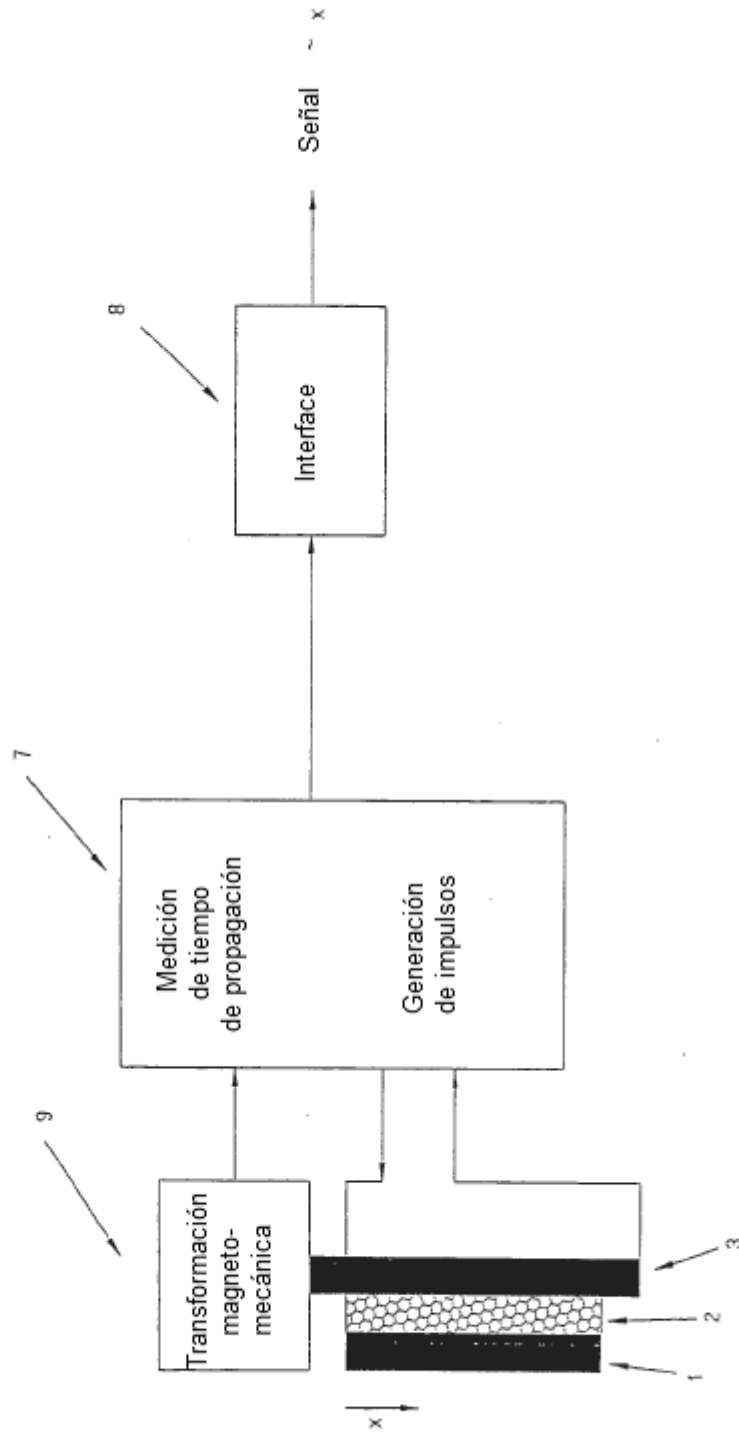 9
7
8
Transformación
magneto-
mecánica
Medición
de tiempo
de propagación
Generación
de impulsos
Interface
Señal ~ x
x
1
2
3